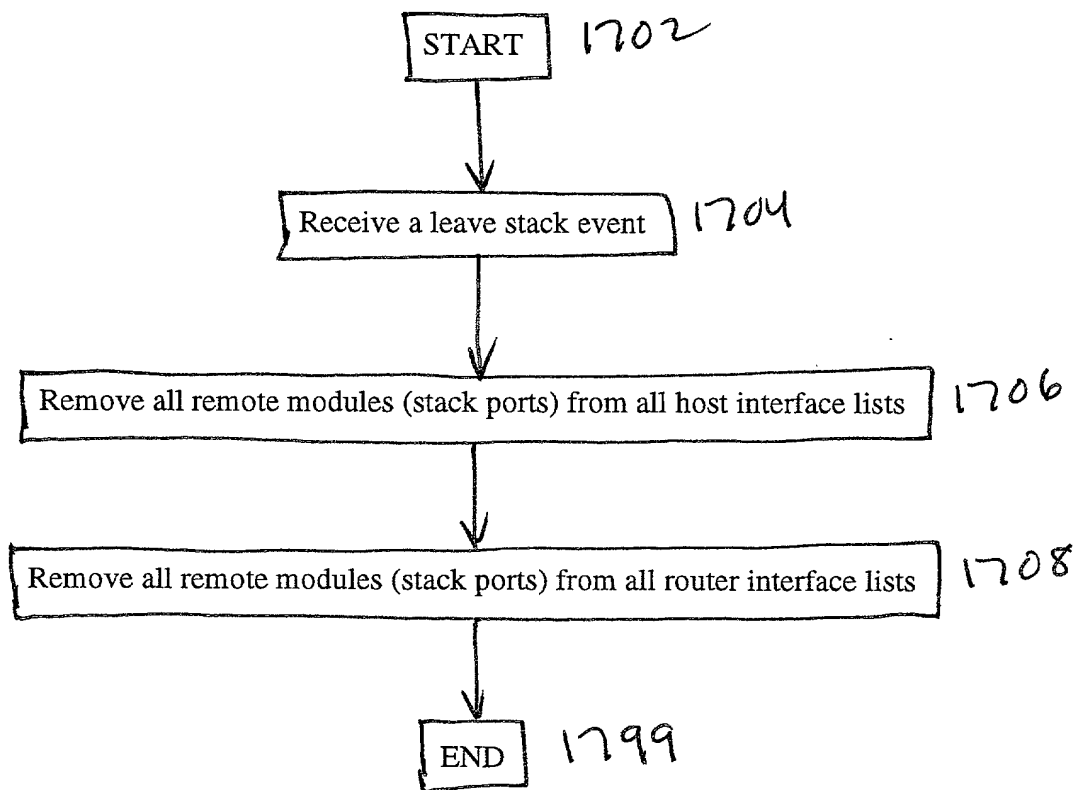 START 1702
Receive a leave stack event 1704
Remove all remote modules (stack ports) from all host interface lists 1706
Remove all remote modules (stack ports) from all router interface lists 1708
END 1799